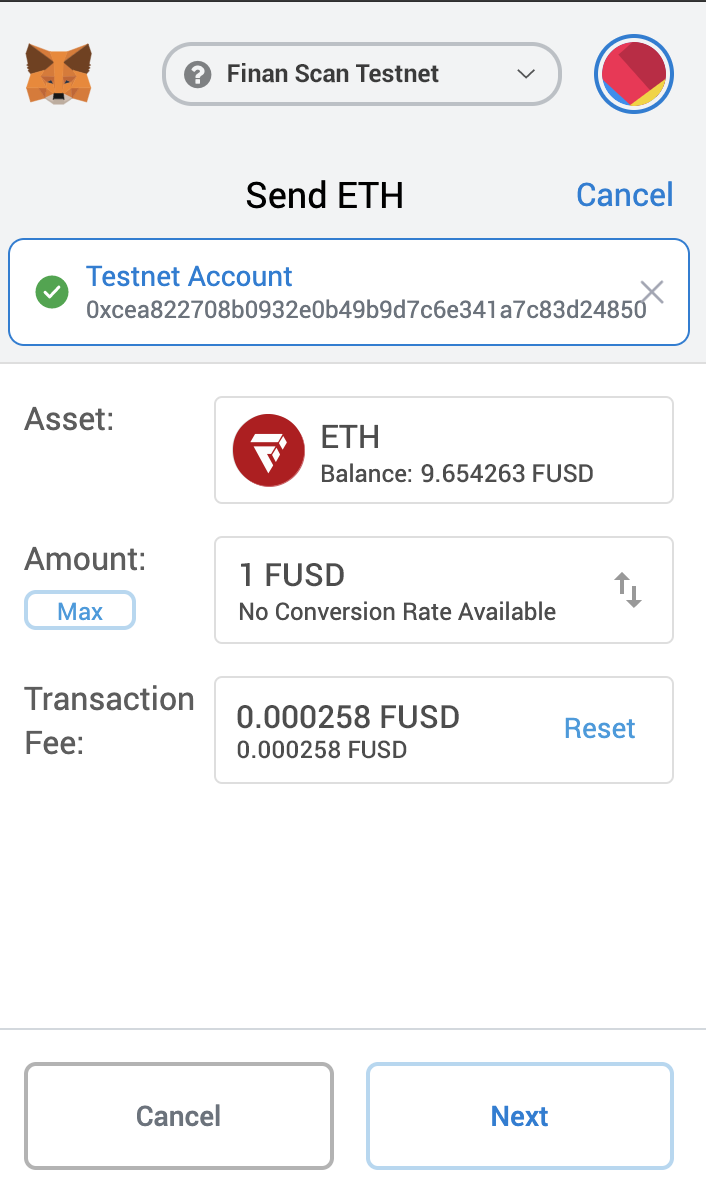 Finan Scan Testnet
Send ETH
Cancel
Testnet Account
0xcea822708b0932e0b49b9d7c6e341a7c83d24850
Asset:
ETH
Balance: 9.654263 FUSD
Amount:
Max
1 FUSD
No Conversion Rate Available
Transaction
Fee:
0.000258 FUSD
0.000258 FUSD
Reset
Cancel
Next